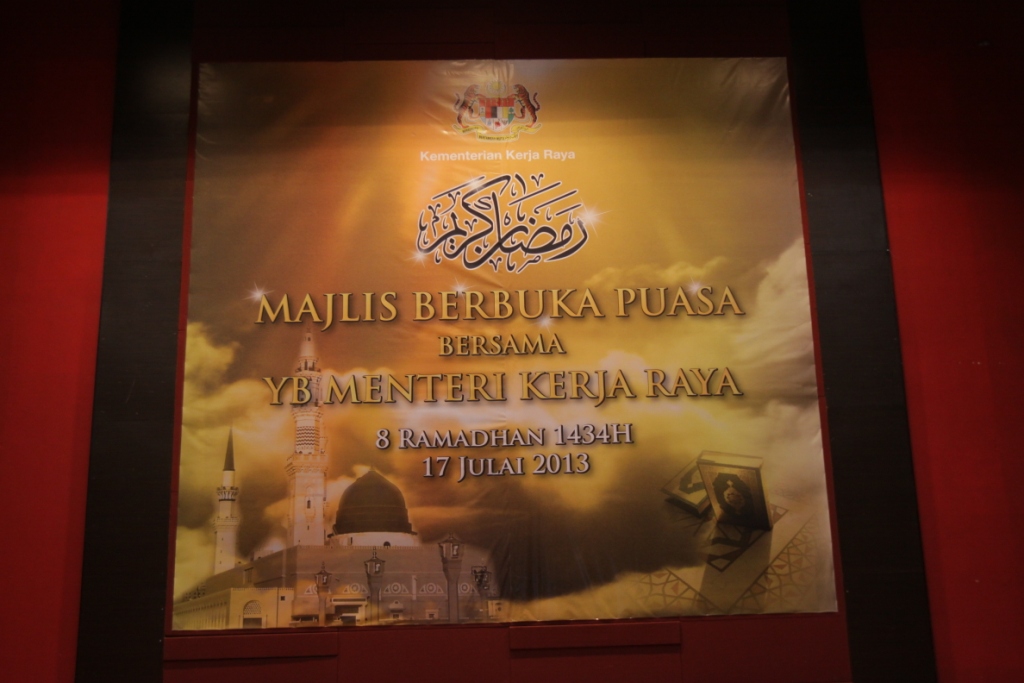 Kementerian Kerja Raya
رمضان كريم
MAJLIS BERBUKA PUASA
BERSAMA
YB MENTERI KERJA RAYA
8 RAMADHAN 1434H
17 JULAI 2013